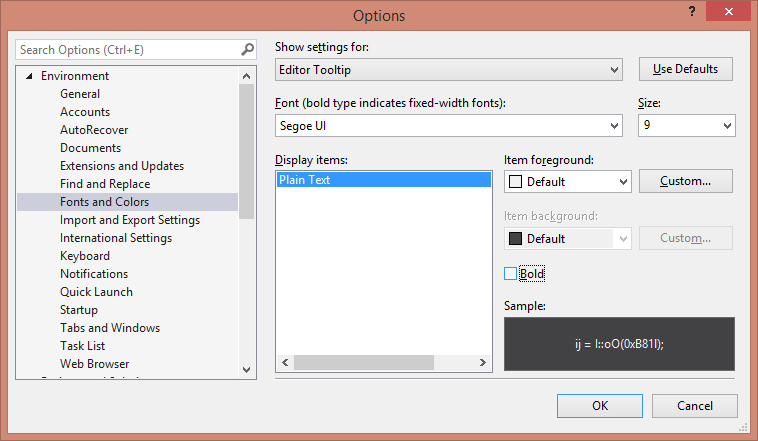 Options
?
Search Options (Ctrl+E)
Environment
General
Accounts
AutoRecover
Documents
Extensions and Updates
Find and Replace
Fonts and Colors
Import and Export Settings
International Settings
Keyboard
Notifications
Quick Launch
Startup
Tabs and Windows
Task List
Web Browser
Show settings for:
Editor Tooltip
Use Defaults
Font (bold type indicates fixed-width fonts):
Size:
Segoe UI
9
Display items:
Plain Text
Item foreground:
Default
Custom...
Item background:
Default
Custom...
Bold
Sample:
ij = I::oO(0xB81l);
OK
Cancel